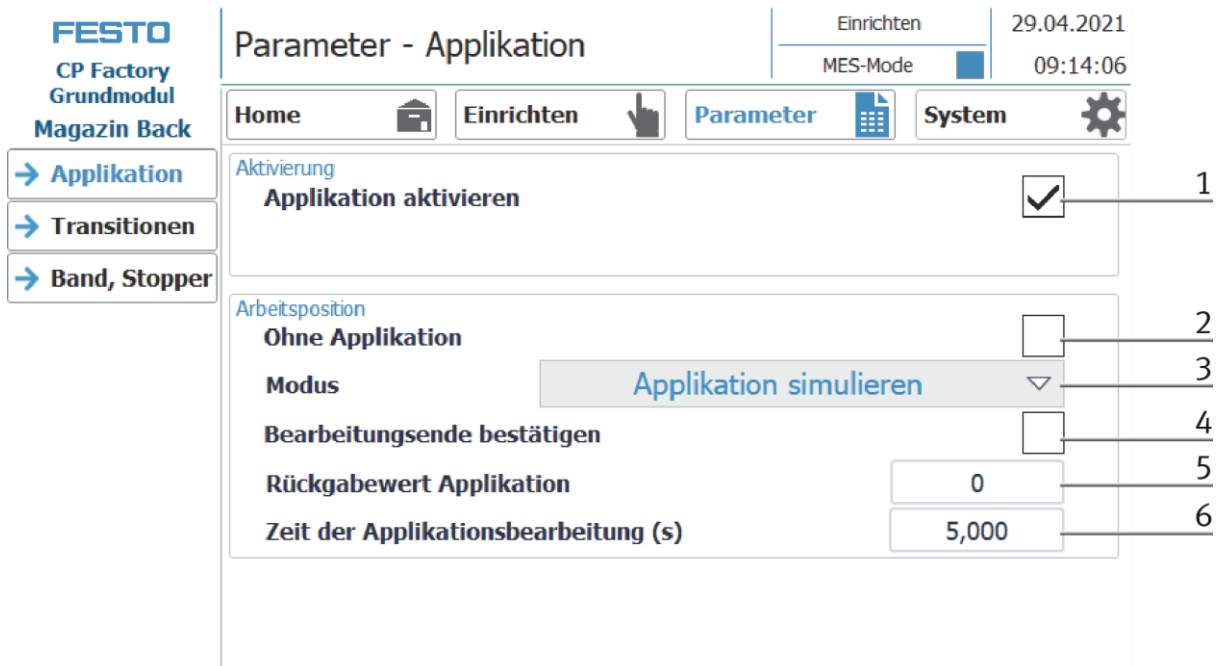 FESTO
CP Factory
Grundmodul
Magazin Back
Parameter - Applikation
Einrichten
MES-Mode
29.04.2021
09:14:06
Home
Einrichten
Parameter
System
Applikation
Transitionen
Band, Stopper
Aktivierung
Applikation aktivieren
1
Arbeitsposition
Ohne Applikation
2
Modus
Applikation simulieren
3
Bearbeitungsende bestätigen
4
Rückgabewert Applikation
0
5
Zeit der Applikationsbearbeitung (s)
5,000
6